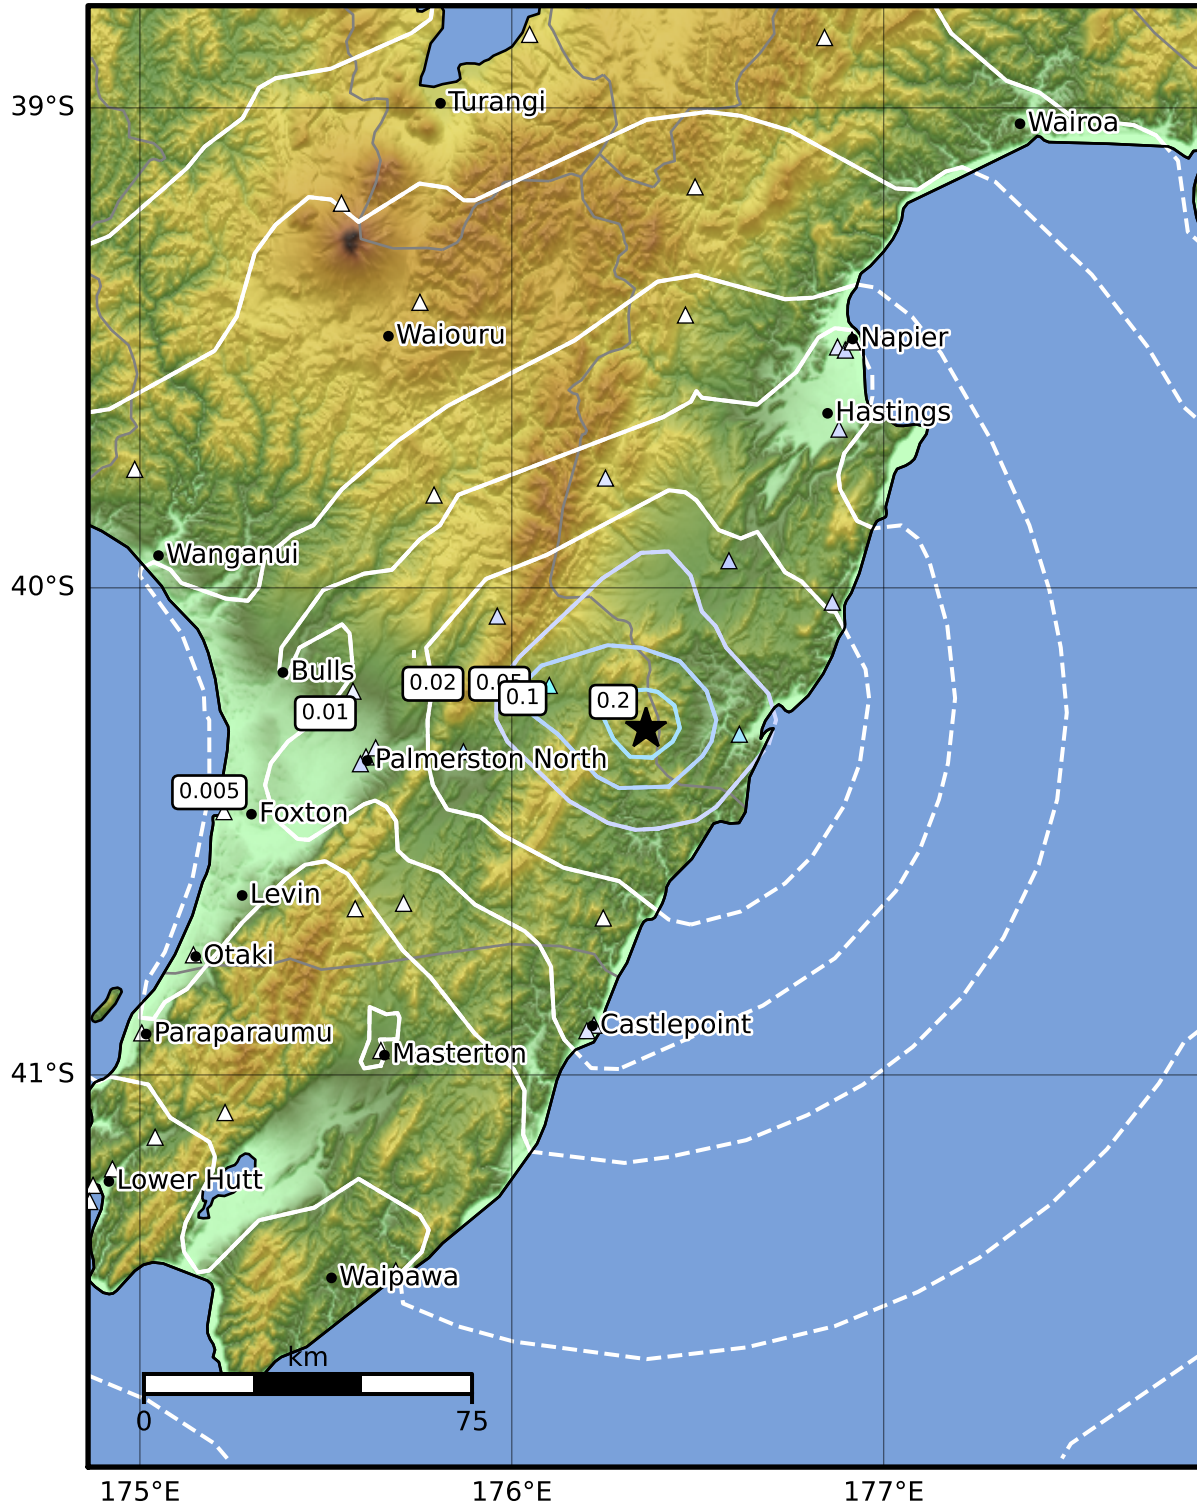 39°S
Turangi
Wairoa
Waiouru
Napier
Hastings
Wanganui
40°S
Bulls
0.02
0.1
0.2
0.01
Palmerston North
0.005
Foxton
Levin
Otaki
Castlepoint
Paraparaumu
Masterton
41°S
Lower Hutt
Waipawa
km
0
75
175°E
176°E
177°E